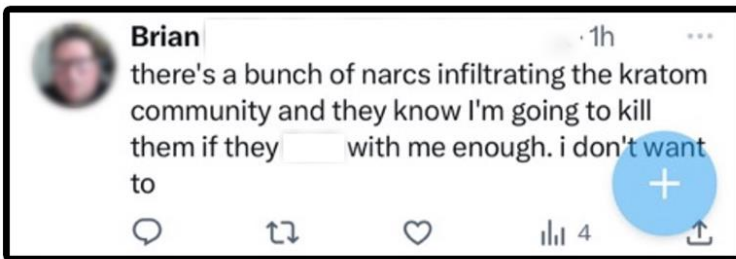 Brian · 1h
there's a bunch of narcs infiltrating the kratom
community and they know I'm going to kill
them if they with me enough. i don't want
to
4